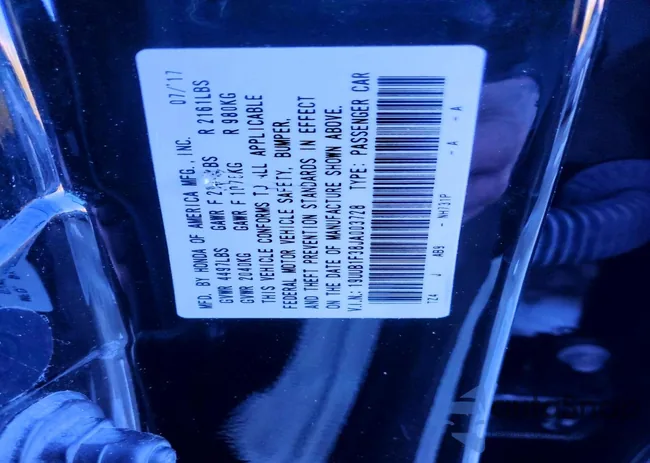 MFD. BY HONDA OF AMERICA MFG., INC. 07/'17
GVWR 4497LBS GAWR F R 2161LBS
GVWR 2040KG GAWR F R 980KG
THIS VEHICLE CONFORMS TO ALL APPLICABLE
FEDERAL MOTOR VEHICLE SAFETY, BUMPER,
AND THEFT PREVENTION STANDARDS IN EFFECT
ON THE DATE OF MANUFACTURE SHOWN ABOVE.
V.I.N.: 19UUB1F38JA003728 TYPE: PASSENGER CAR
TZ4 J AB9 - NH731P - A - A